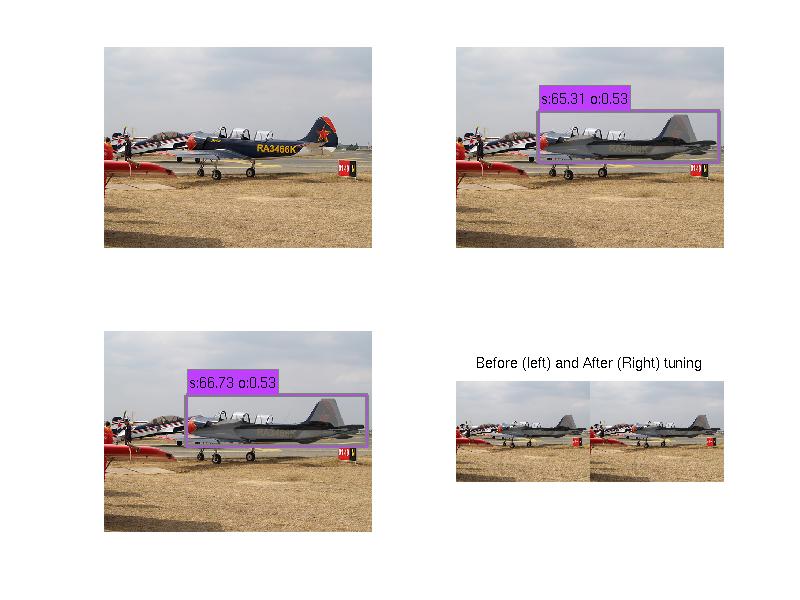 RA3466K
s:65.31 o:0.53
s:66.73 o:0.53
Before (left) and After (Right) tuning